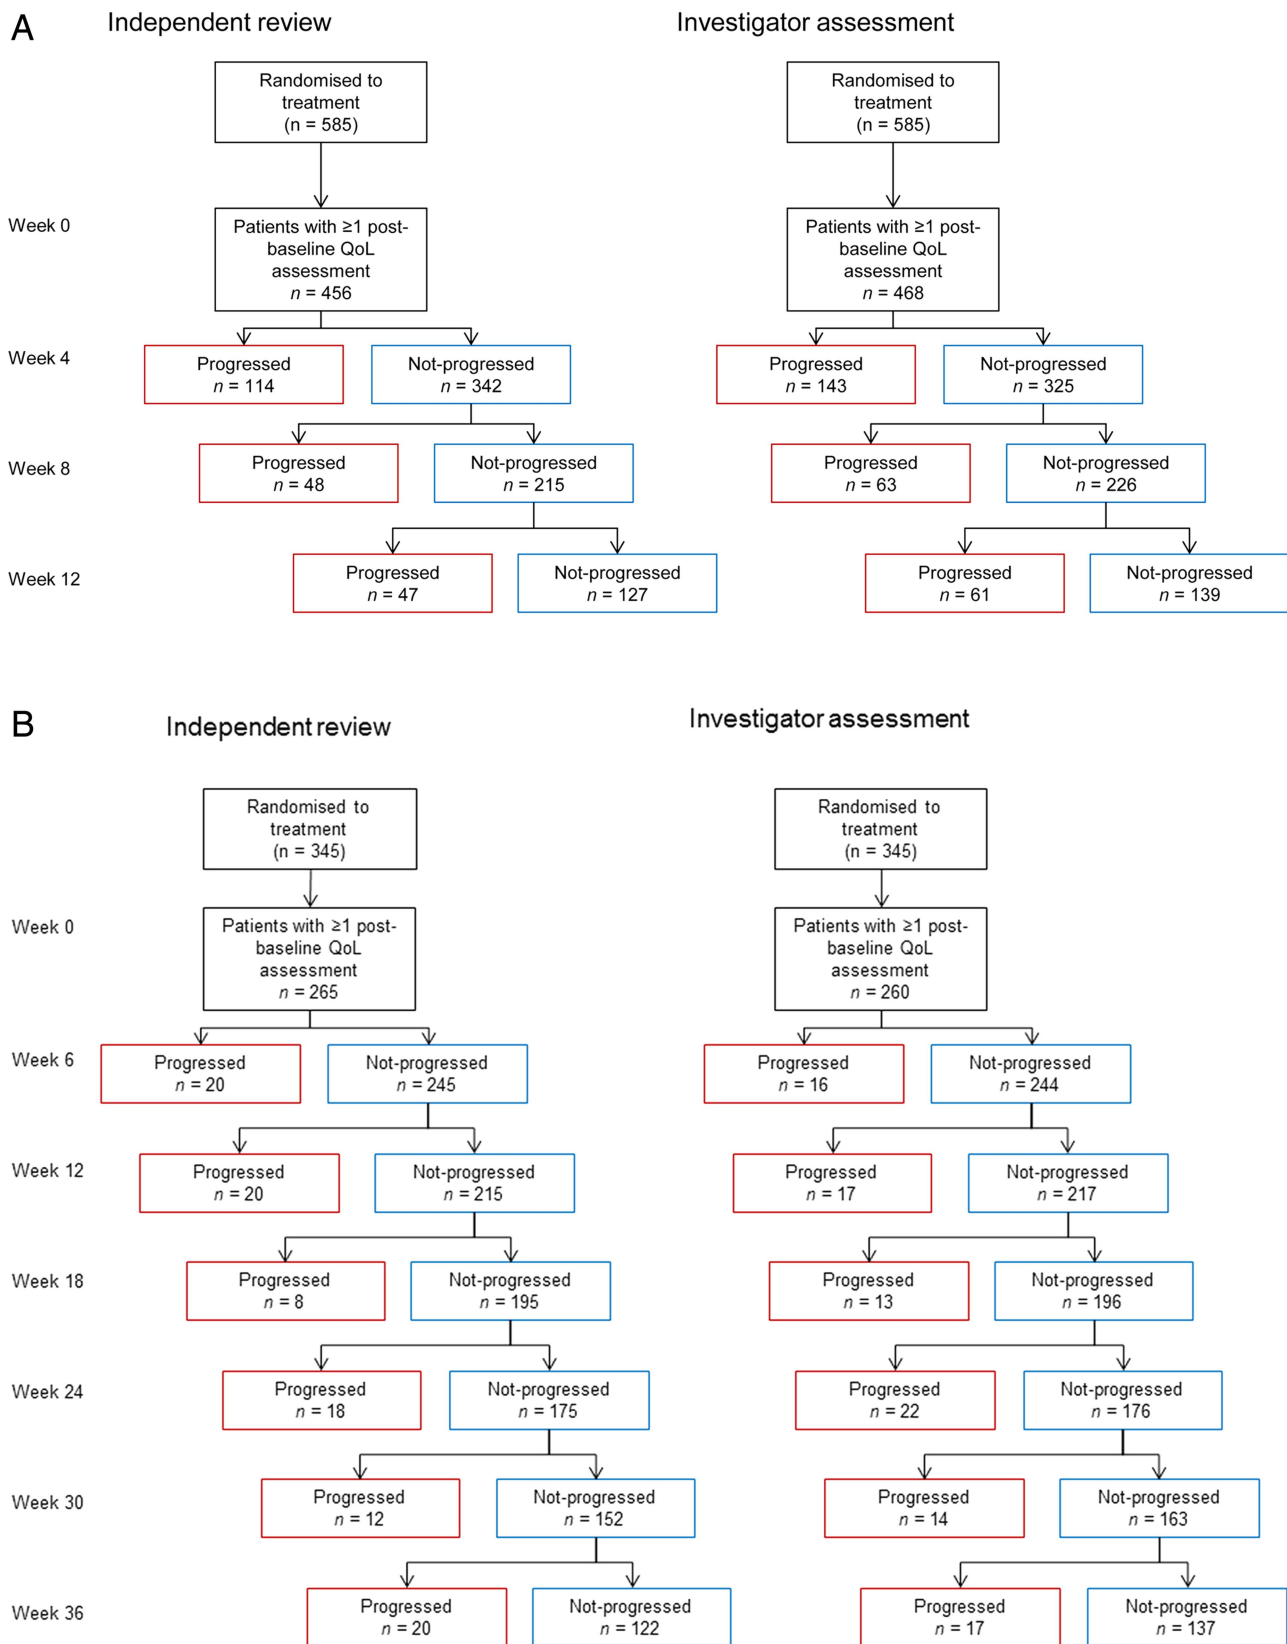 A
Independent review
Investigator assessment
Randomised to
treatment
(n = 585)
Randomised to
treatment
(n = 585)
Week 0
Patients with ≥1 post-
baseline QoL
assessment
n = 456
Patients with ≥1 post-
baseline QoL
assessment
n = 468
Week 4
Progressed
n = 114
Not-progressed
n = 342
Progressed
n = 143
Not-progressed
n = 325
Week 8
Progressed
n = 48
Not-progressed
n = 215
Progressed
n = 63
Not-progressed
n = 226
Week 12
Progressed
n = 47
Not-progressed
n = 127
Progressed
n = 61
Not-progressed
n = 139
B
Independent review
Investigator assessment
Randomised to
treatment
(n = 345)
Randomised to
treatment
(n = 345)
Week 0
Patients with ≥1 post-
baseline QoL
assessment
n = 265
Patients with ≥1 post-
baseline QoL
assessment
n = 260
Week 6
Progressed
n = 20
Not-progressed
n = 245
Progressed
n = 16
Not-progressed
n = 244
Week 12
Progressed
n = 20
Not-progressed
n = 215
Progressed
n = 17
Not-progressed
n = 217
Week 18
Progressed
n = 8
Not-progressed
n = 195
Progressed
n = 13
Not-progressed
n = 196
Week 24
Progressed
n = 18
Not-progressed
n = 175
Progressed
n = 22
Not-progressed
n = 176
Week 30
Progressed
n = 12
Not-progressed
n = 152
Progressed
n = 14
Not-progressed
n = 163
Week 36
Progressed
n = 20
Not-progressed
n = 122
Progressed
n = 17
Not-progressed
n = 137